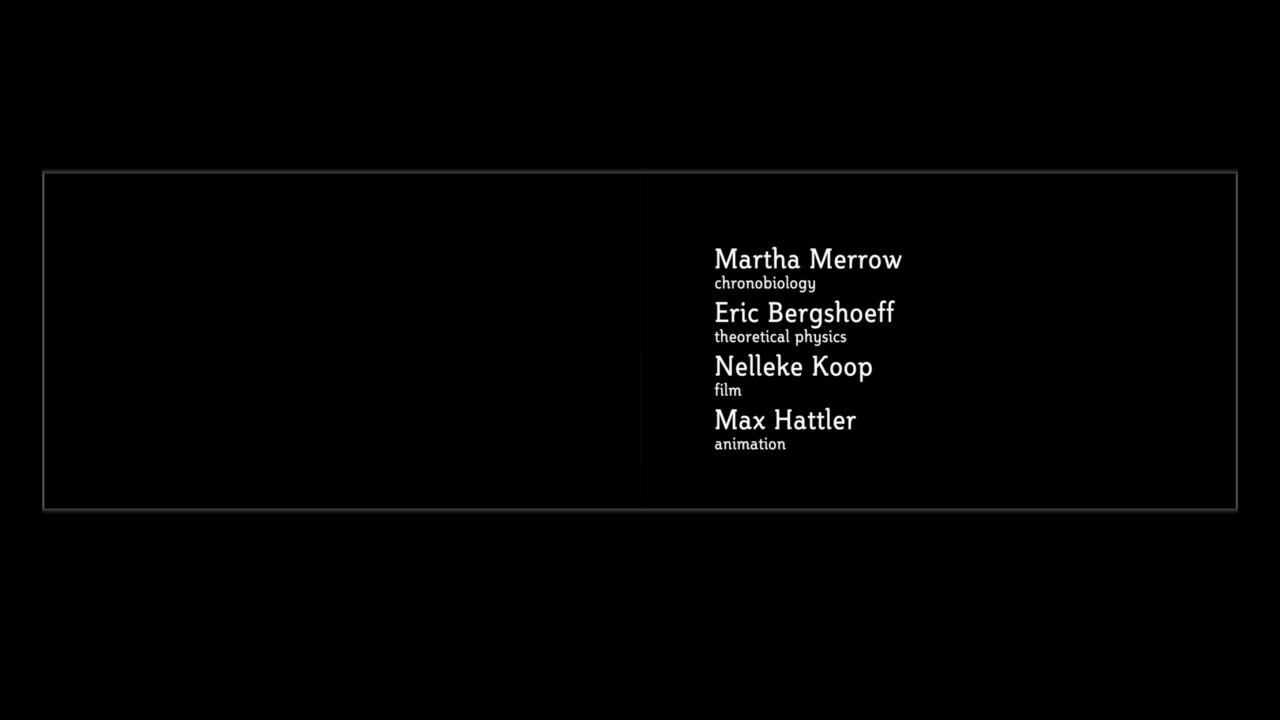 Martha Merrow
chronobiology
Eric Bergshoeff
theoretical physics
Nelleke Koop
film
Max Hattler
animation